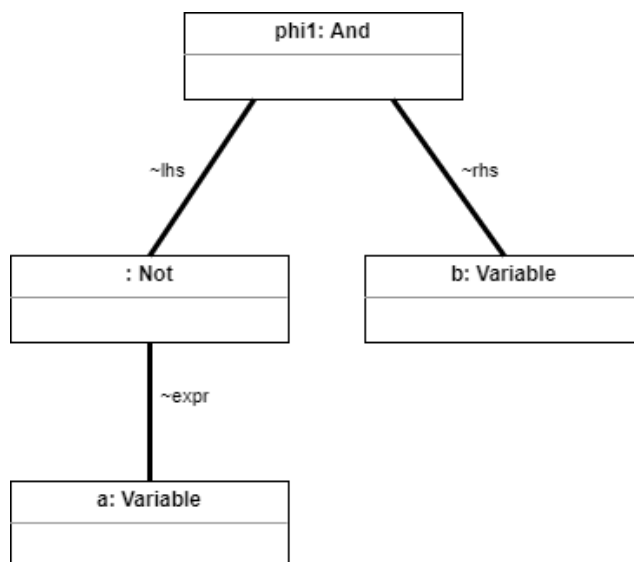 phi1: And
~lhs
~rhs
: Not
b: Variable
~expr
a: Variable